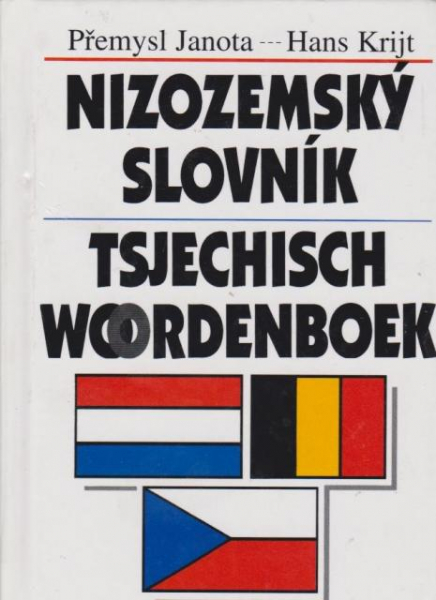 Přemysl Janota --- Hans Krijt
NIZOZEMSKÝ
SLOVNÍK
TSJECHISCH
WOORDENBOEK